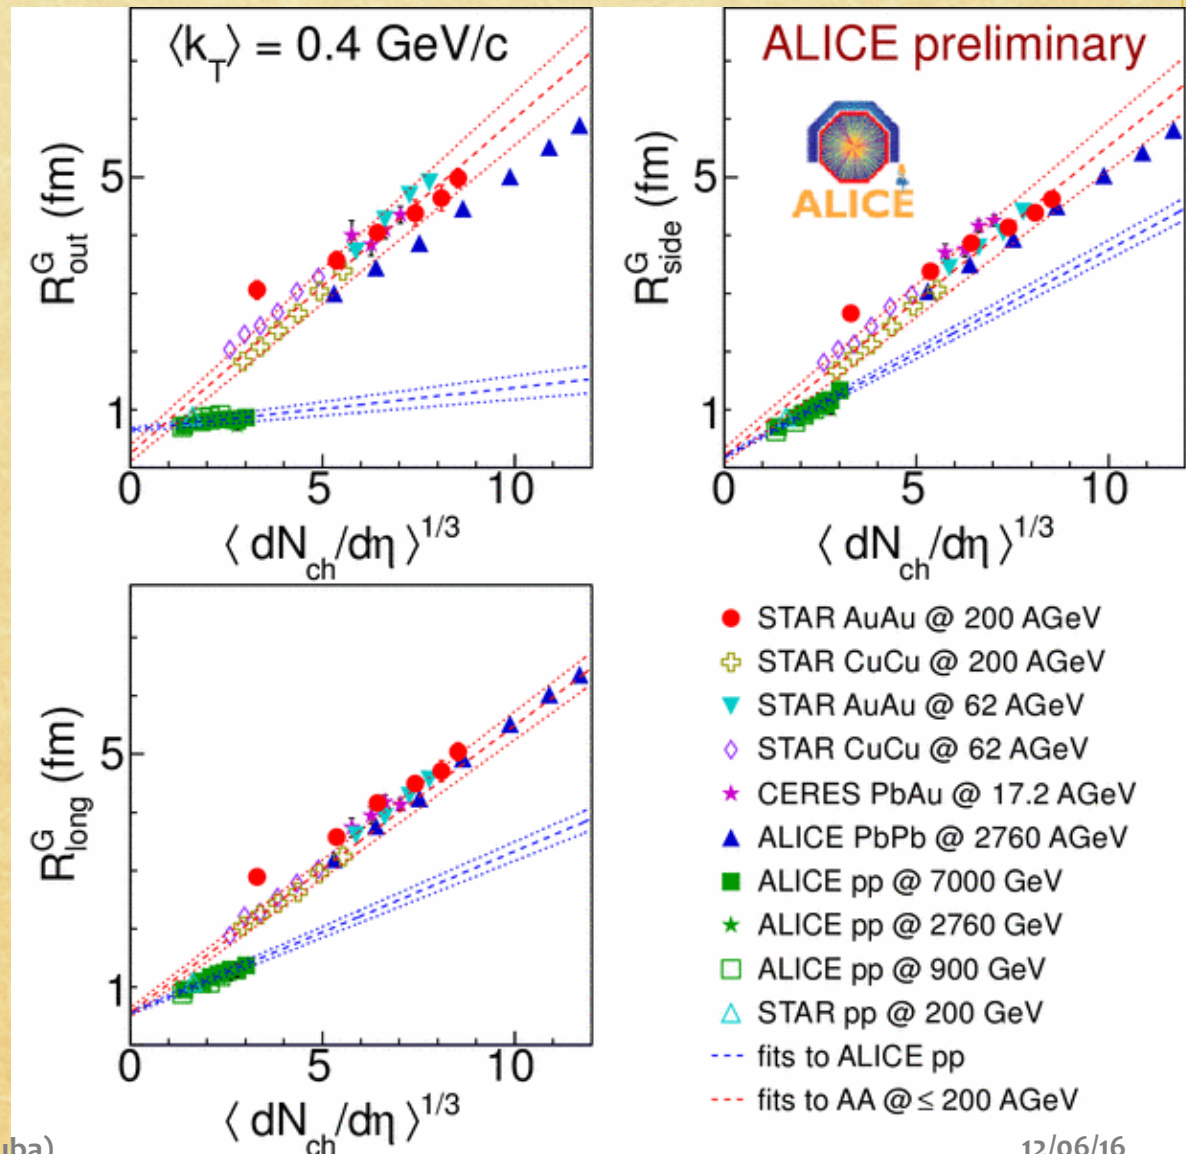 ⟨k_T⟩ = 0.4 GeV/c
R^G_out (fm)
5
1
0 5 10
⟨ dN_ch/dη ⟩^1/3
ALICE preliminary
ALICE
R^G_side (fm)
5
1
0 5 10
⟨ dN_ch/dη ⟩^1/3
R^G_long (fm)
5
1
0 5 10
⟨ dN_ch/dη ⟩^1/3
STAR AuAu @ 200 AGeV
STAR CuCu @ 200 AGeV
STAR AuAu @ 62 AGeV
STAR CuCu @ 62 AGeV
CERES PbAu @ 17.2 AGeV
ALICE PbPb @ 2760 AGeV
ALICE pp @ 7000 GeV
ALICE pp @ 2760 GeV
ALICE pp @ 900 GeV
STAR pp @ 200 GeV
fits to ALICE pp
fits to AA @ ≤ 200 AGeV
12/06/16